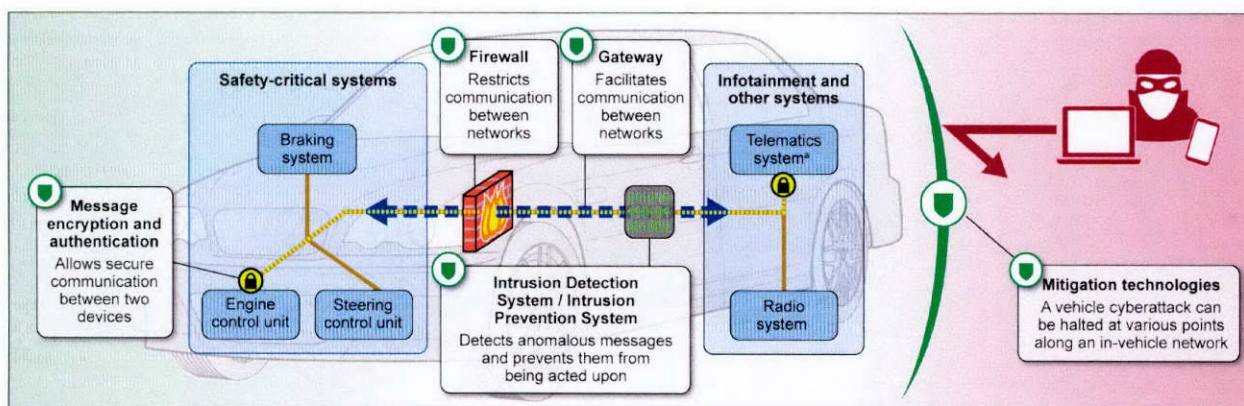 Safety-critical systems
Braking
system
Engine
control unit
Steering
control unit
Message
encryption and
authentication
Allows secure
communication
between two
devices
Firewall
Restricts
communication
between
networks
Gateway
Facilitates
communication
between
networks
Intrusion Detection
System / Intrusion
Prevention System
Detects anomalous messages
and prevents them from
being acted upon
Infotainment and
other systems
Telematics
systemª
Radio
system
Mitigation technologies
A vehicle cyberattack can
be halted at various points
along an in-vehicle network